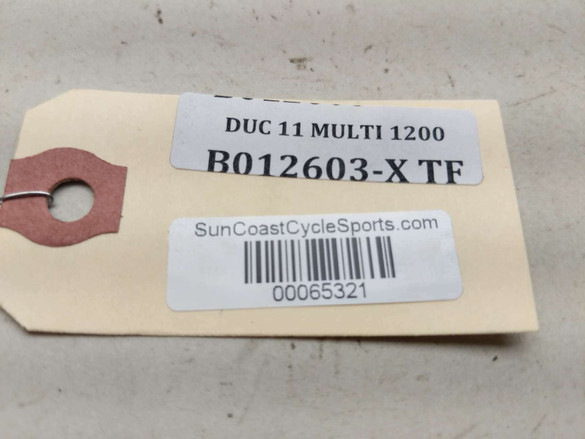 DUC 11 MULTI 1200
B012603-X TF
SunCoastCycleSports.com
00065321